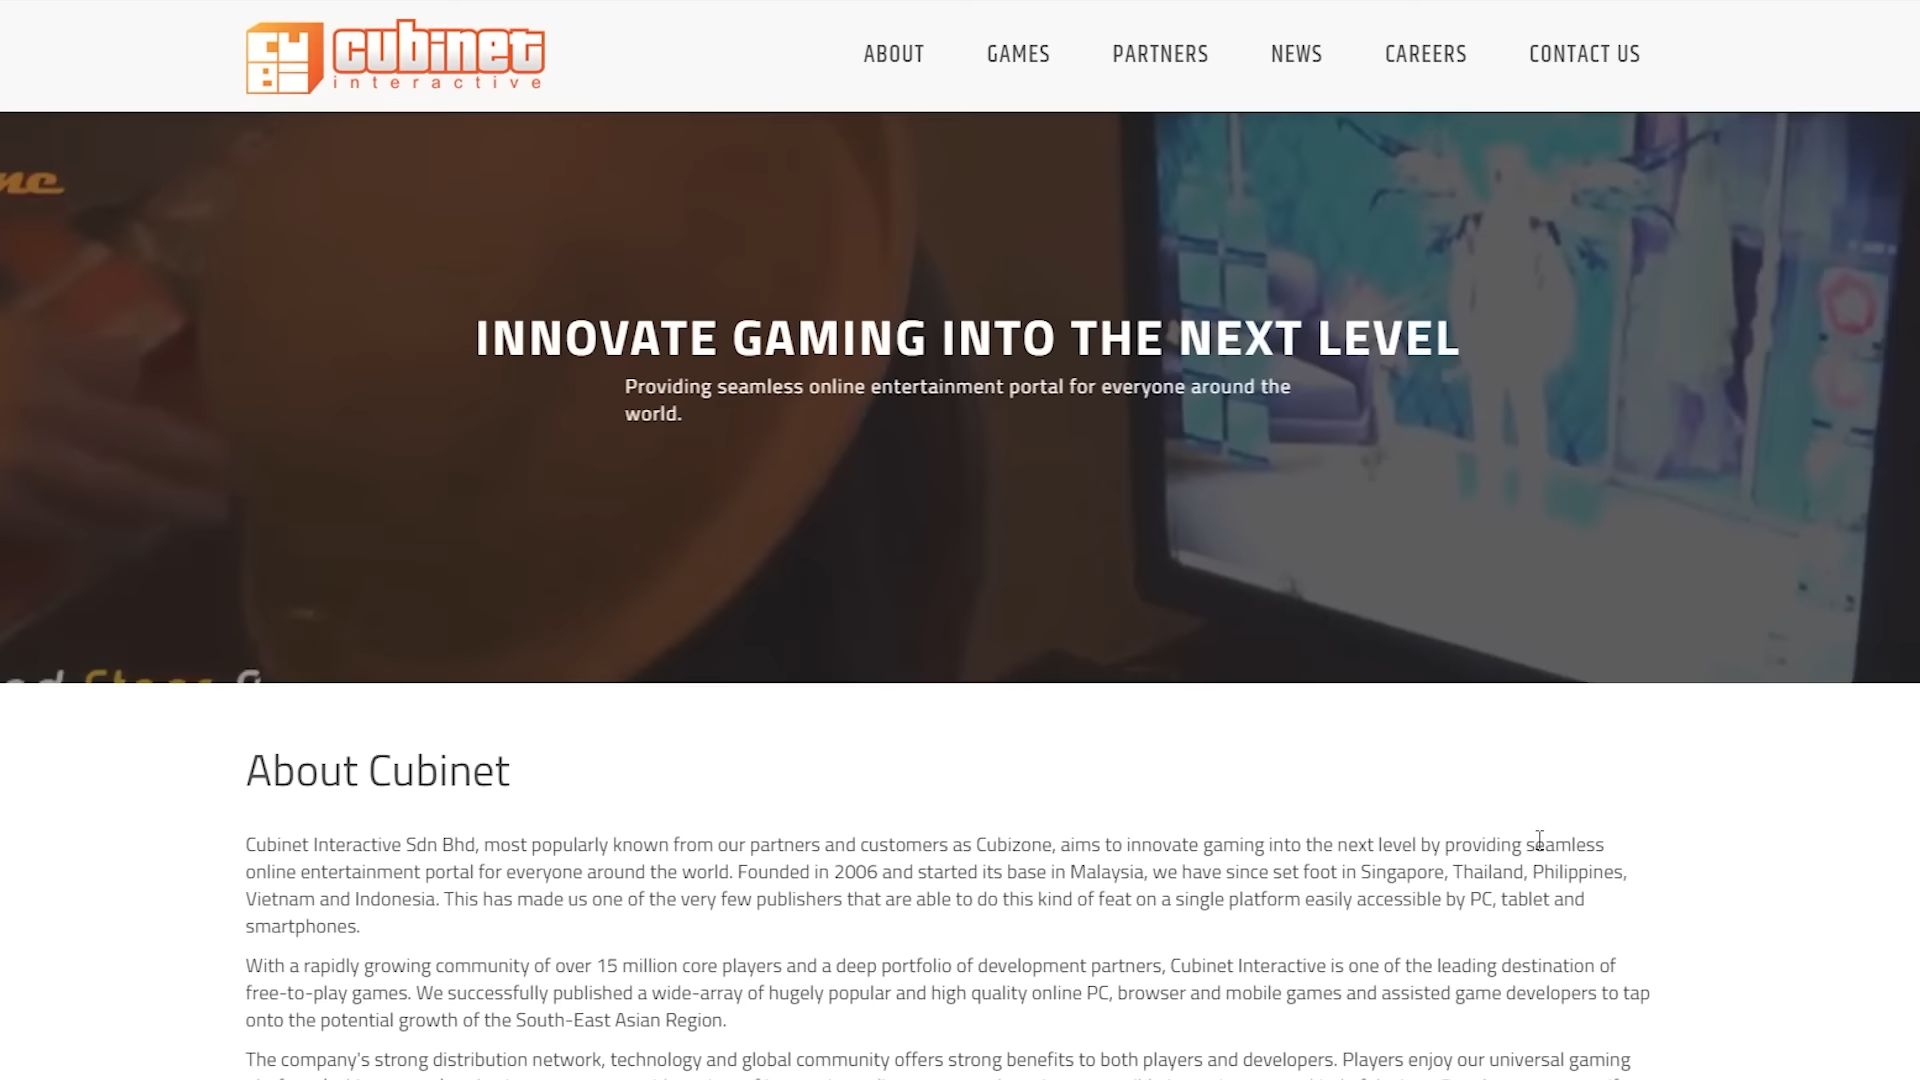 cubinet
interactive
ABOUT GAMES PARTNERS NEWS CAREERS CONTACT US
INNOVATE GAMING INTO THE NEXT LEVEL
Providing seamless online entertainment portal for everyone around the
world.
About Cubinet
Cubinet Interactive Sdn Bhd, most popularly known from our partners and customers as Cubizone, aims to innovate gaming into the next level by providing seamless
online entertainment portal for everyone around the world. Founded in 2006 and started its base in Malaysia, we have since set foot in Singapore, Thailand, Philippines,
Vietnam and Indonesia. This has made us one of the very few publishers that are able to do this kind of feat on a single platform easily accessible by PC, tablet and
smartphones.
With a rapidly growing community of over 15 million core players and a deep portfolio of development partners, Cubinet Interactive is one of the leading destination of
free-to-play games. We successfully published a wide-array of hugely popular and high quality online PC, browser and mobile games and assisted game developers to tap
onto the potential growth of the South-East Asian Region.
The company's strong distribution network, technology and global community offers strong benefits to both players and developers. Players enjoy our universal gaming